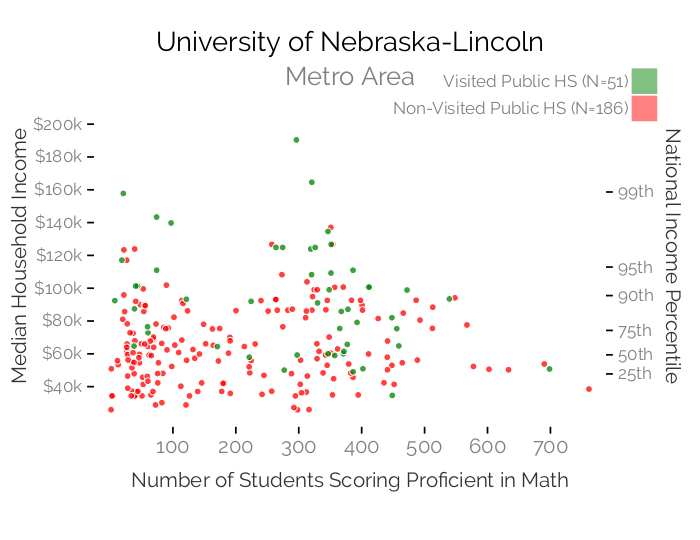 University of Nebraska-Lincoln
Metro Area
Visited Public HS (N=51)
Non-Visited Public HS (N=186)
Median Household Income
$200k
$180k
$160k
$140k
$120k
$100k
$80k
$60k
$40k
National Income Percentile
99th
95th
90th
75th
50th
25th
100 200 300 400 500 600 700
Number of Students Scoring Proficient in Math